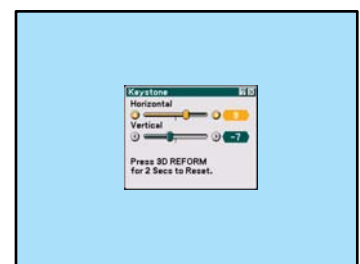 Keystone
Horizontal
Vertical
-7
Press 3D REFORM
for 2 Secs to Reset.